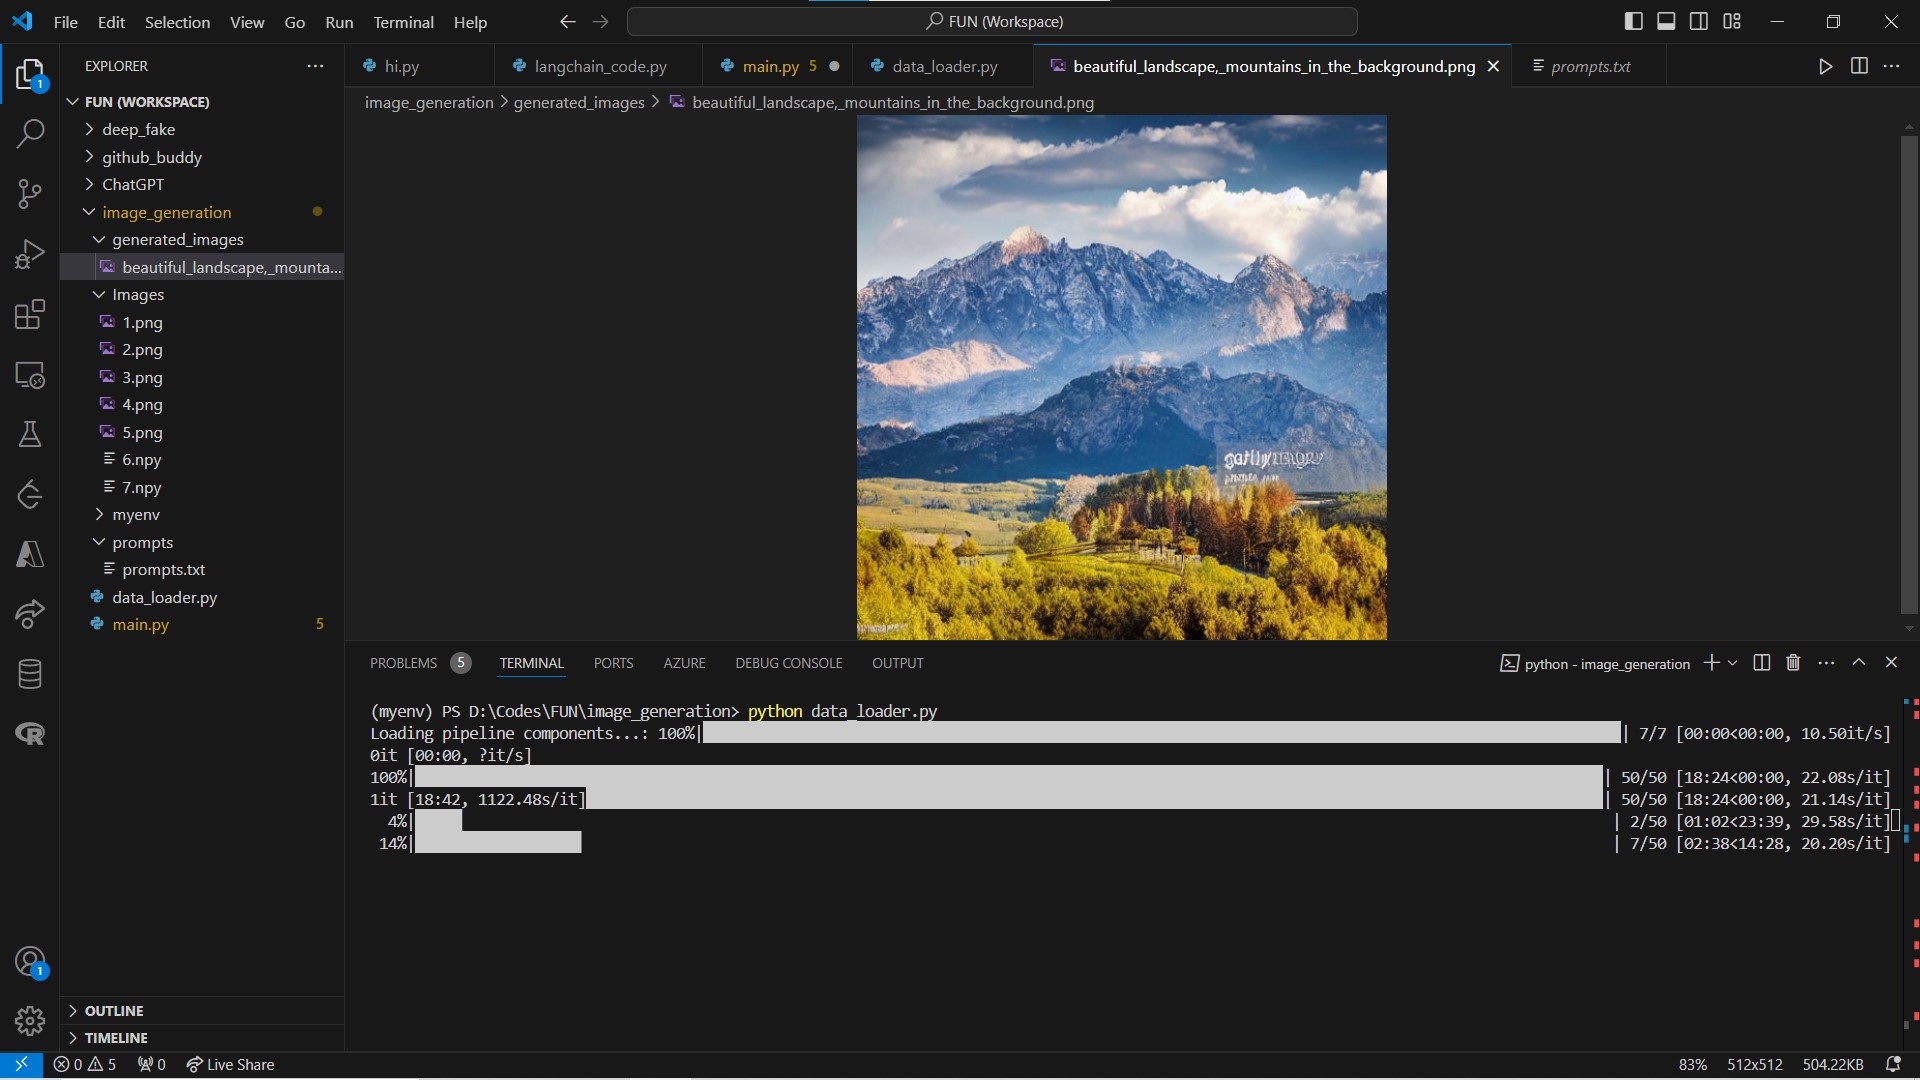 File Edit Selection View Go Run Terminal Help
FUN (Workspace)
EXPLORER
hi.py
langchain_code.py
main.py 5
data_loader.py
beautiful_landscape,_mountains_in_the_background.png
prompts.txt
image_generation > generated_images > beautiful_landscape,_mountains_in_the_background.png
FUN (WORKSPACE)
deep_fake
github_buddy
ChatGPT
image_generation
generated_images
beautiful_landscape,_mounta...
Images
1.png
2.png
3.png
4.png
5.png
6.npy
7.npy
myenv
prompts
prompts.txt
data_loader.py
main.py 5
OUTLINE
TIMELINE
1
1
PROBLEMS 5 TERMINAL PORTS AZURE DEBUG CONSOLE OUTPUT
python - image_generation
(myenv) PS D:\Codes\FUN\image_generation> python data_loader.py
Loading pipeline components...: 100%| | 7/7 [00:00<00:00, 10.50it/s]
0it [00:00, ?it/s]
100%| | 50/50 [18:24<00:00, 22.08s/it]
1it [18:42, 1122.48s/it] | 50/50 [18:24<00:00, 21.14s/it]
4%| | 2/50 [01:02<23:39, 29.58s/it]
14%| | 7/50 [02:38<14:28, 20.20s/it]
0 5 0 Live Share
83% 512x512 504.22KB